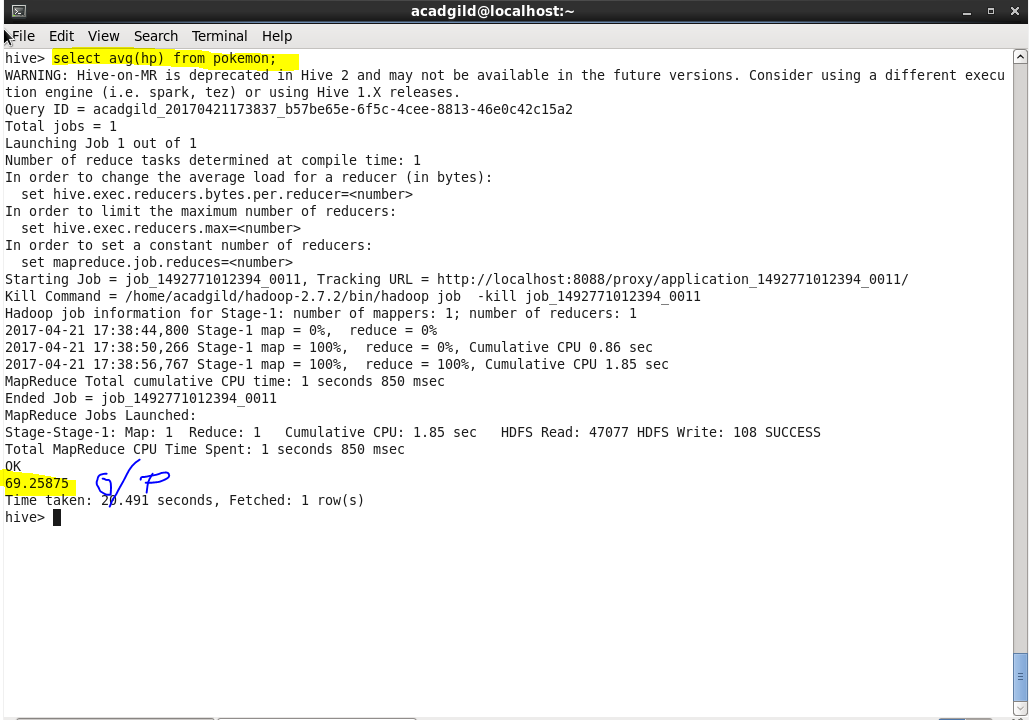 acadgild@localhost:~
File Edit View Search Terminal Help
hive> select avg(hp) from pokemon;
WARNING: Hive-on-MR is deprecated in Hive 2 and may not be available in the future versions. Consider using a different execu
tion engine (i.e. spark, tez) or using Hive 1.X releases.
Query ID = acadgild_20170421173837_b57be65e-6f5c-4cee-8813-46e0c42c15a2
Total jobs = 1
Launching Job 1 out of 1
Number of reduce tasks determined at compile time: 1
In order to change the average load for a reducer (in bytes):
  set hive.exec.reducers.bytes.per.reducer=<number>
In order to limit the maximum number of reducers:
  set hive.exec.reducers.max=<number>
In order to set a constant number of reducers:
  set mapreduce.job.reduces=<number>
Starting Job = job_1492771012394_0011, Tracking URL = http://localhost:8088/proxy/application_1492771012394_0011/
Kill Command = /home/acadgild/hadoop-2.7.2/bin/hadoop job  -kill job_1492771012394_0011
Hadoop job information for Stage-1: number of mappers: 1; number of reducers: 1
2017-04-21 17:38:44,800 Stage-1 map = 0%,  reduce = 0%
2017-04-21 17:38:50,266 Stage-1 map = 100%,  reduce = 0%, Cumulative CPU 0.86 sec
2017-04-21 17:38:56,767 Stage-1 map = 100%,  reduce = 100%, Cumulative CPU 1.85 sec
MapReduce Total cumulative CPU time: 1 seconds 850 msec
Ended Job = job_1492771012394_0011
MapReduce Jobs Launched:
Stage-Stage-1: Map: 1  Reduce: 1   Cumulative CPU: 1.85 sec   HDFS Read: 47077 HDFS Write: 108 SUCCESS
Total MapReduce CPU Time Spent: 1 seconds 850 msec
OK
69.25875 O/P
Time taken: 20.491 seconds, Fetched: 1 row(s)
hive>